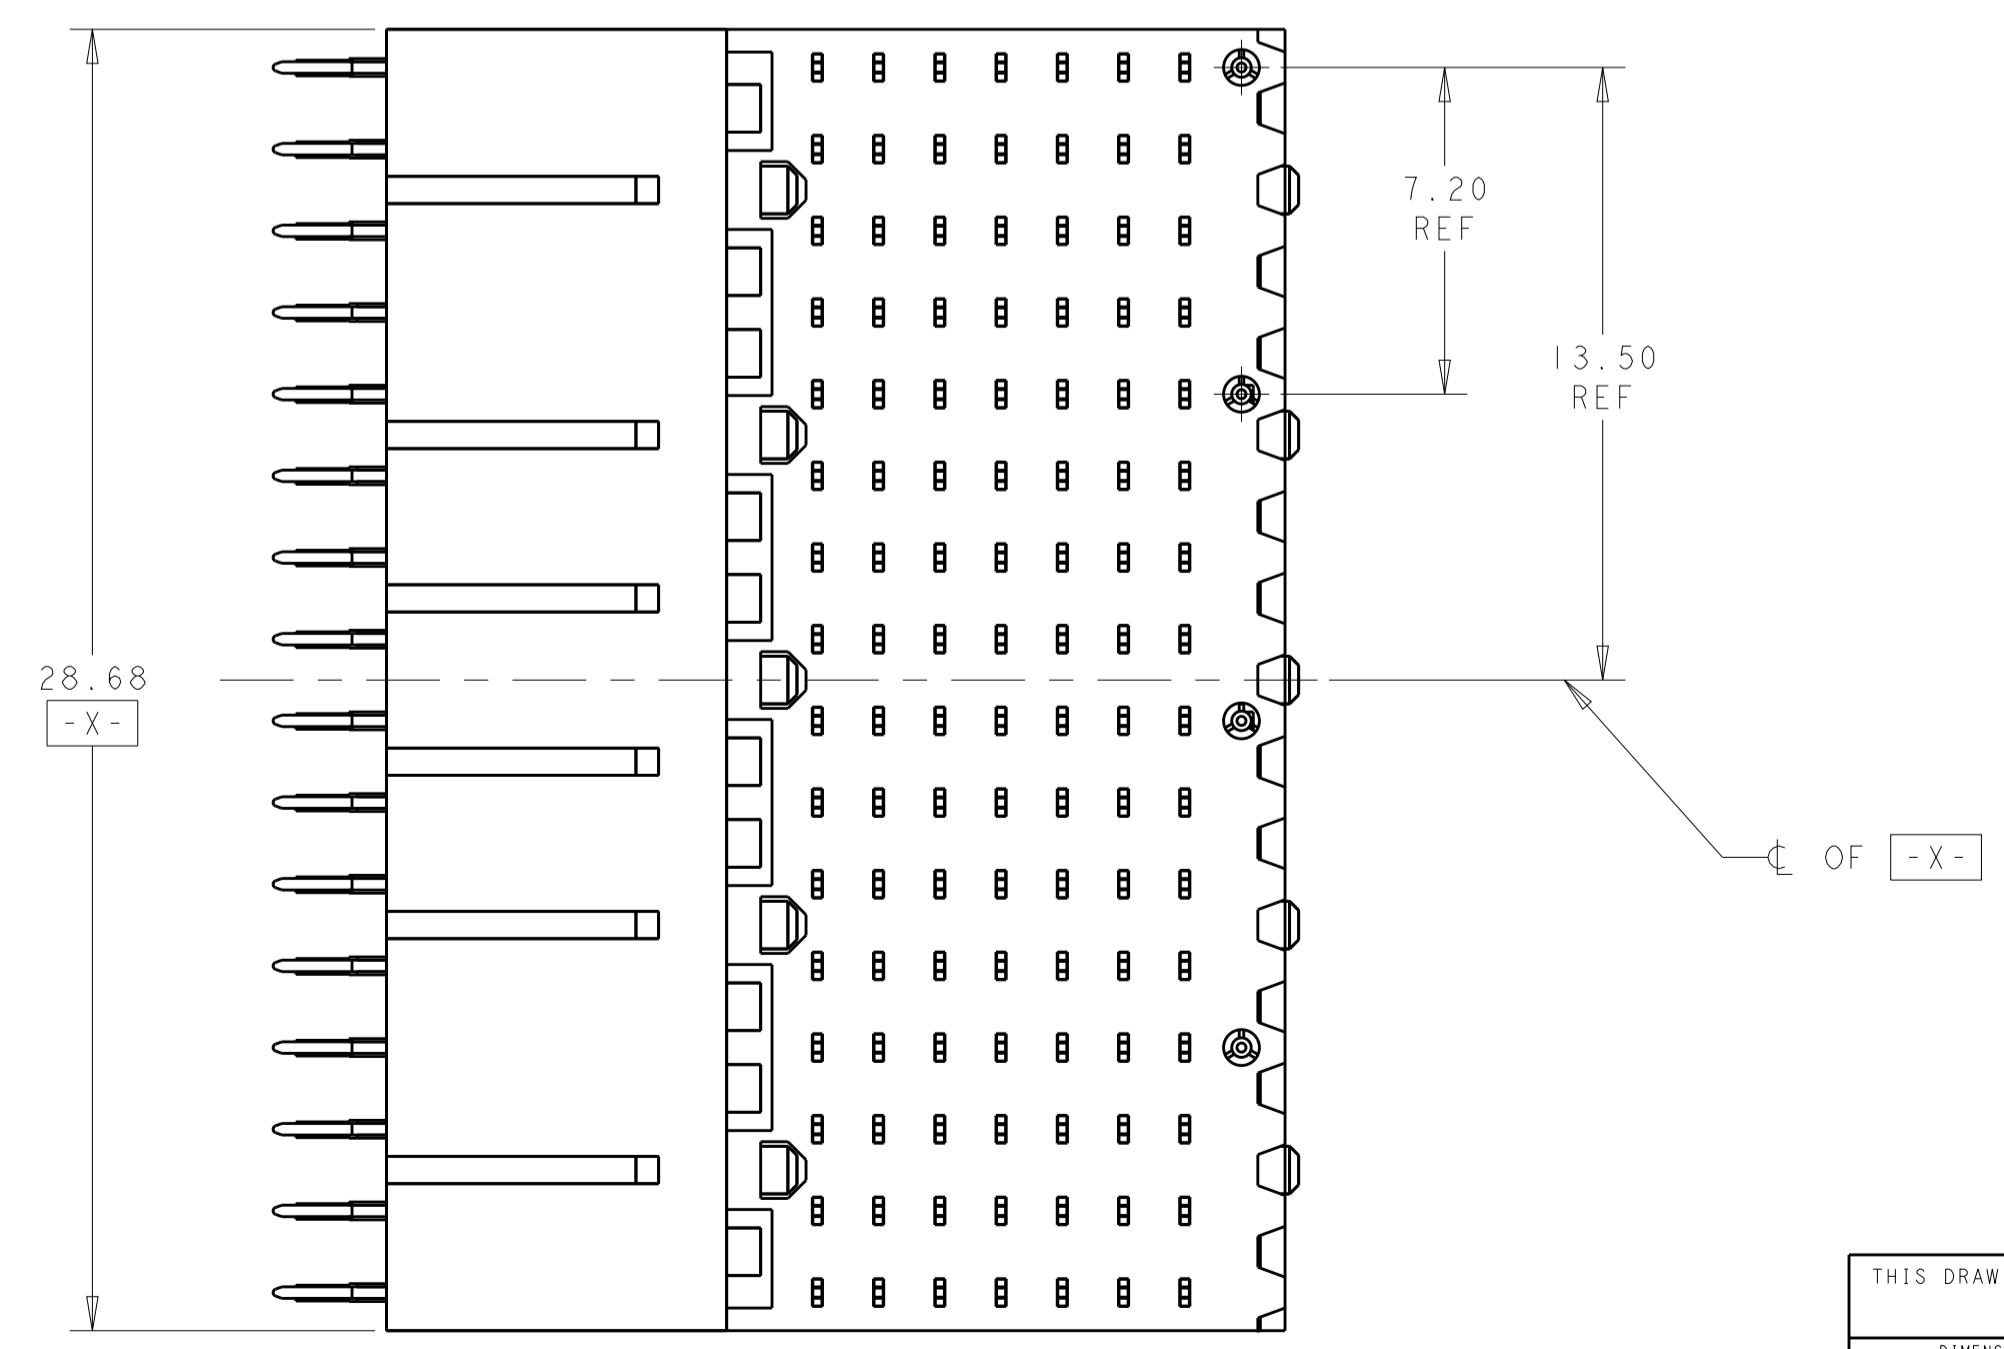 7.20
REF
13.50
REF
28.68
-X-
℄ OF -X-
THIS DRAW